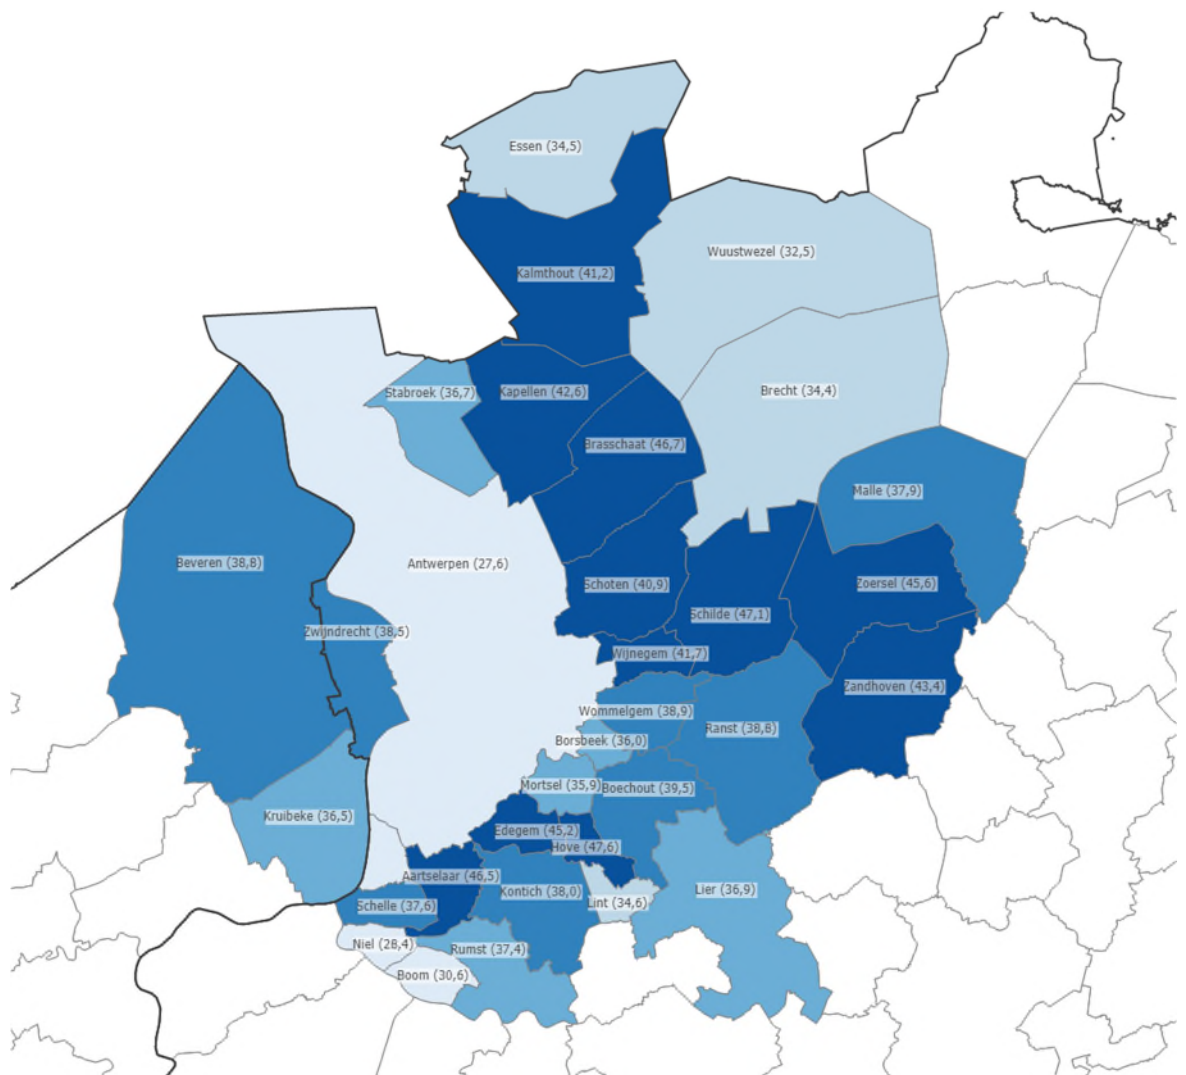 Essen (34,5)
Wuustwezel (32,5)
Kalmthout (41,2)
Stabroek (36,7)
Kapellen (42,6)
Brecht (34,4)
Brasschaat (46,7)
Malle (37,9)
Beveren (38,8)
Antwerpen (27,6)
Schoten (40,9)
Zoersel (45,6)
Schilde (47,1)
Zwijndrecht (38,5)
Wijnegem (41,7)
Zandhoven (43,4)
Wommelgem (38,9)
Ranst (38,8)
Borsbeek (36,0)
Mortsel (35,9)
Boechout (39,5)
Kruibeke (36,5)
Edegem (45,2)
Hove (47,6)
Aartselaar (46,5)
Kontich (38,0)
Lier (36,9)
Lint (34,6)
Schelle (37,6)
Niel (28,4)
Rumst (37,4)
Boom (30,6)